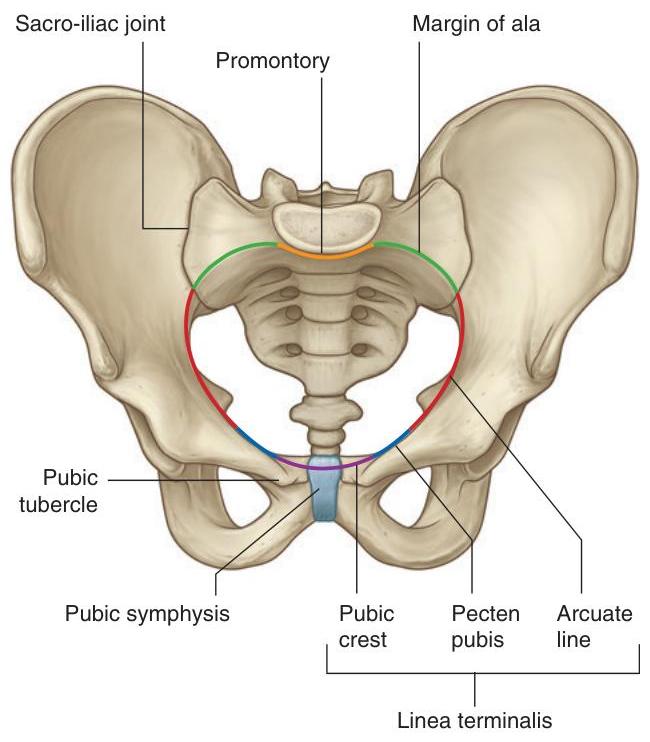 Sacro-iliac joint
Margin of ala
Promontory
Pubic
tubercle
Pubic symphysis
Pubic
crest
Pecten
pubis
Arcuate
line
Linea terminalis